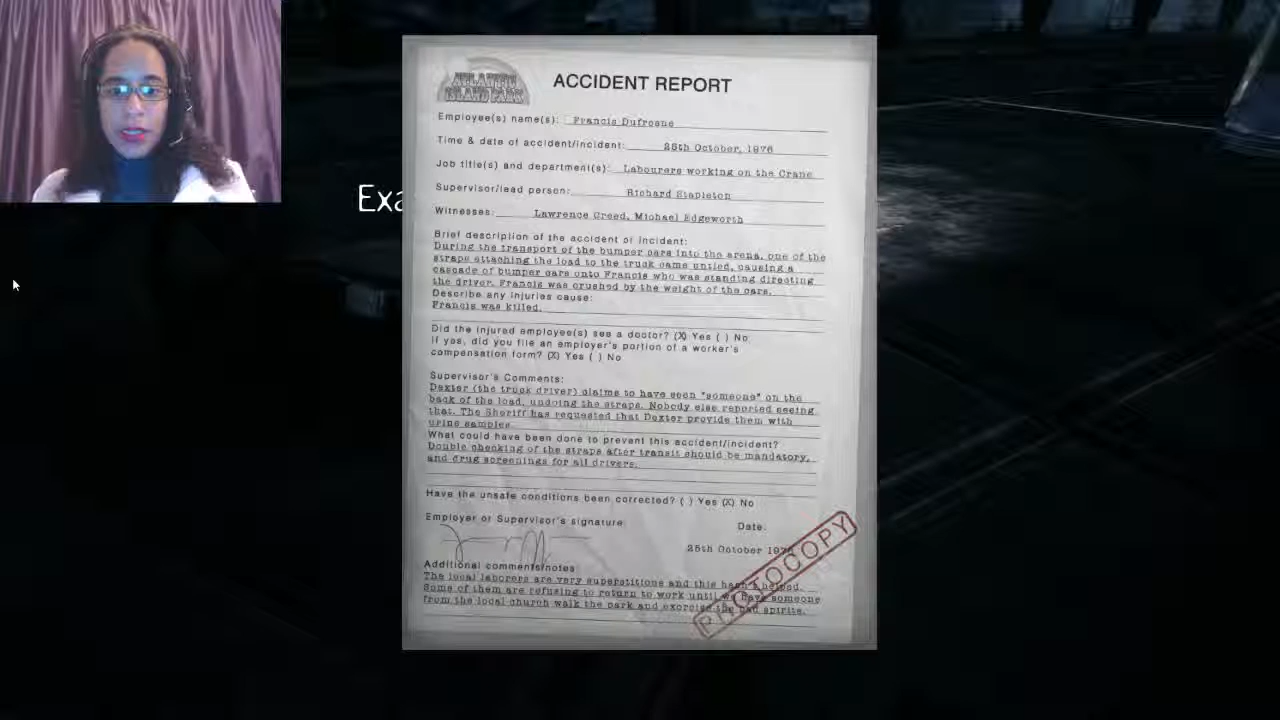 ATLANTIC
ISLAND PARK
ACCIDENT REPORT
Employee(s) name(s): Francis Dufresne
Time & date of accident/incident: 25th October, 1976
Job title(s) and department(s): Labourers working on the Crane
Supervisor/lead person: Richard Stapleton
Exa
Witnesses: Lawrence Creed, Michael Edgeworth
Brief description of the accident or incident:
During the transport of the bumper cars into the arena, one of the
straps attaching the load to the truck came untied, causing a
cascade of bumper cars onto Francis who was standing directing
the driver. Francis was crushed by the weight of the cars.
Describe any injuries cause:
Francis was killed.
Did the injured employee(s) see a doctor? (X) Yes ( ) No
If yes, did you file an employer's portion of a worker's
compensation form? (X) Yes ( ) No
Supervisor's Comments:
Dexter (the truck driver) claims to have seen "someone" on the
back of the load, undoing the straps. Nobody else reported seeing
that. The Sheriff has requested that Dexter provide them with
urine samples.
What could have been done to prevent this accident/incident?
Double checking of the straps after transit should be mandatory,
and drug screenings for all drivers.
Have the unsafe conditions been corrected? ( ) Yes (X) No
Employer or Supervisor's signature: Date:
25th October 1976
Additional comments/notes
The local laborers are very superstitious and this hasn't helped.
Some of them are refusing to return to work until we have someone
from the local church walk the park and exorcise the bad spirits.
PHOTOCOPY